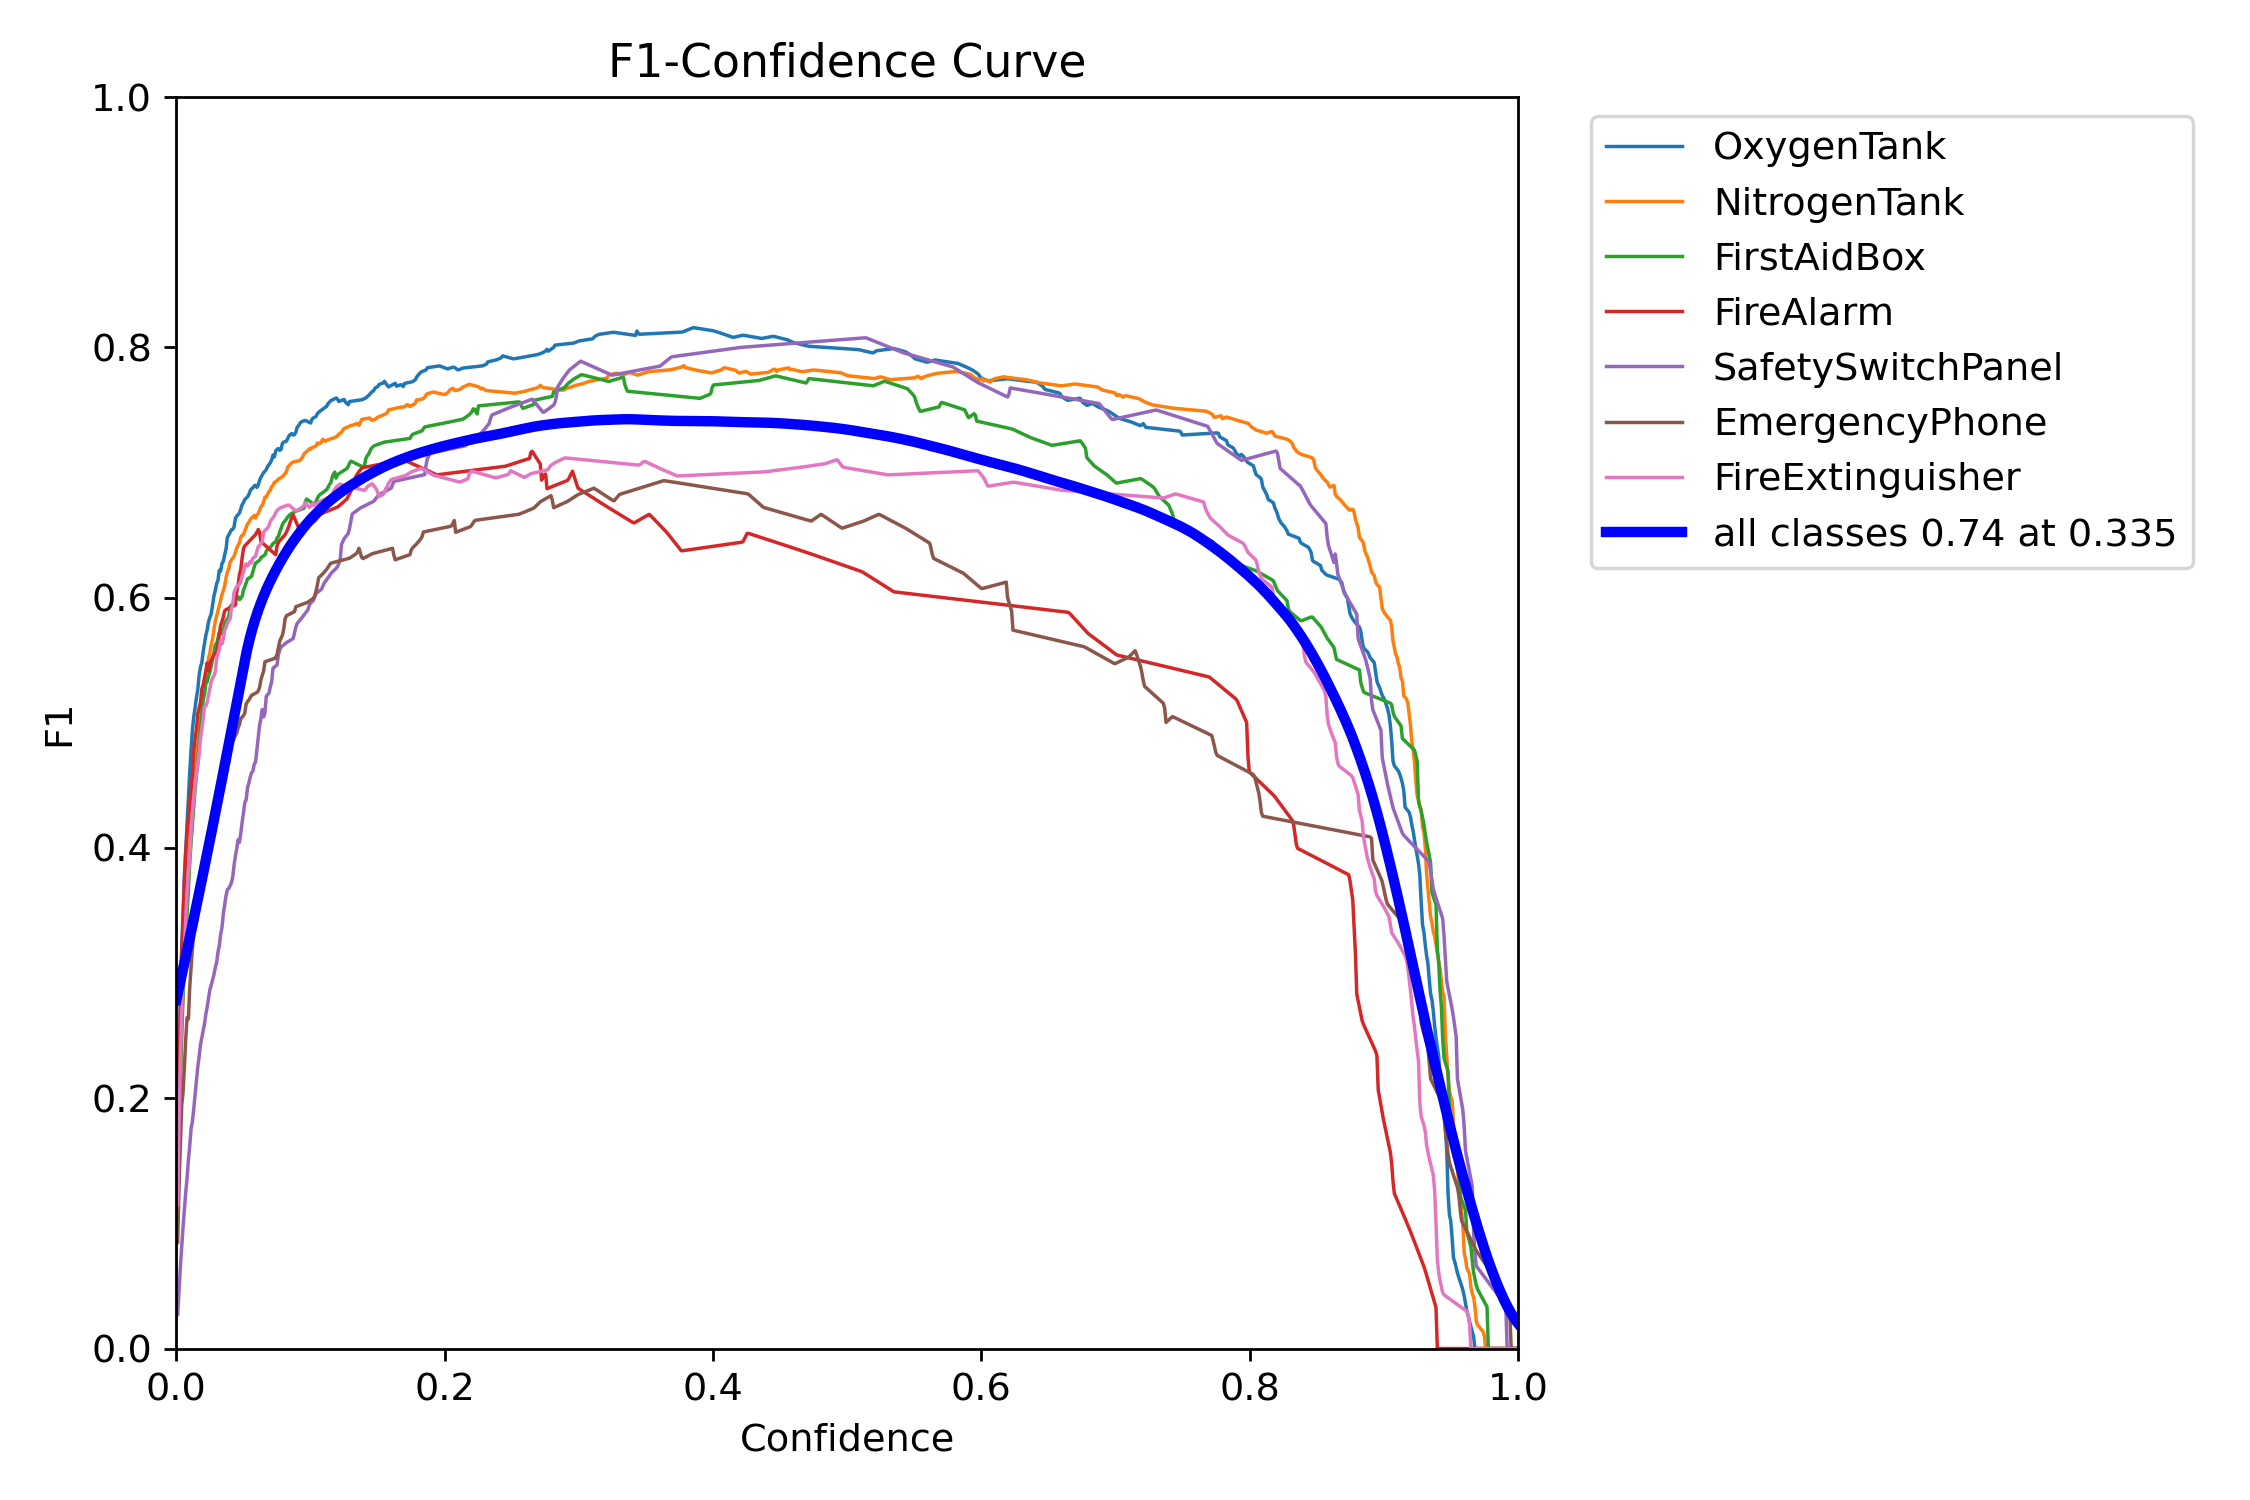 F1-Confidence Curve
1.0
0.8
0.6
0.4
0.2
0.0
F1
0.0 0.2 0.4 0.6 0.8 1.0
Confidence
OxygenTank
NitrogenTank
FirstAidBox
FireAlarm
SafetySwitchPanel
EmergencyPhone
FireExtinguisher
all classes 0.74 at 0.335